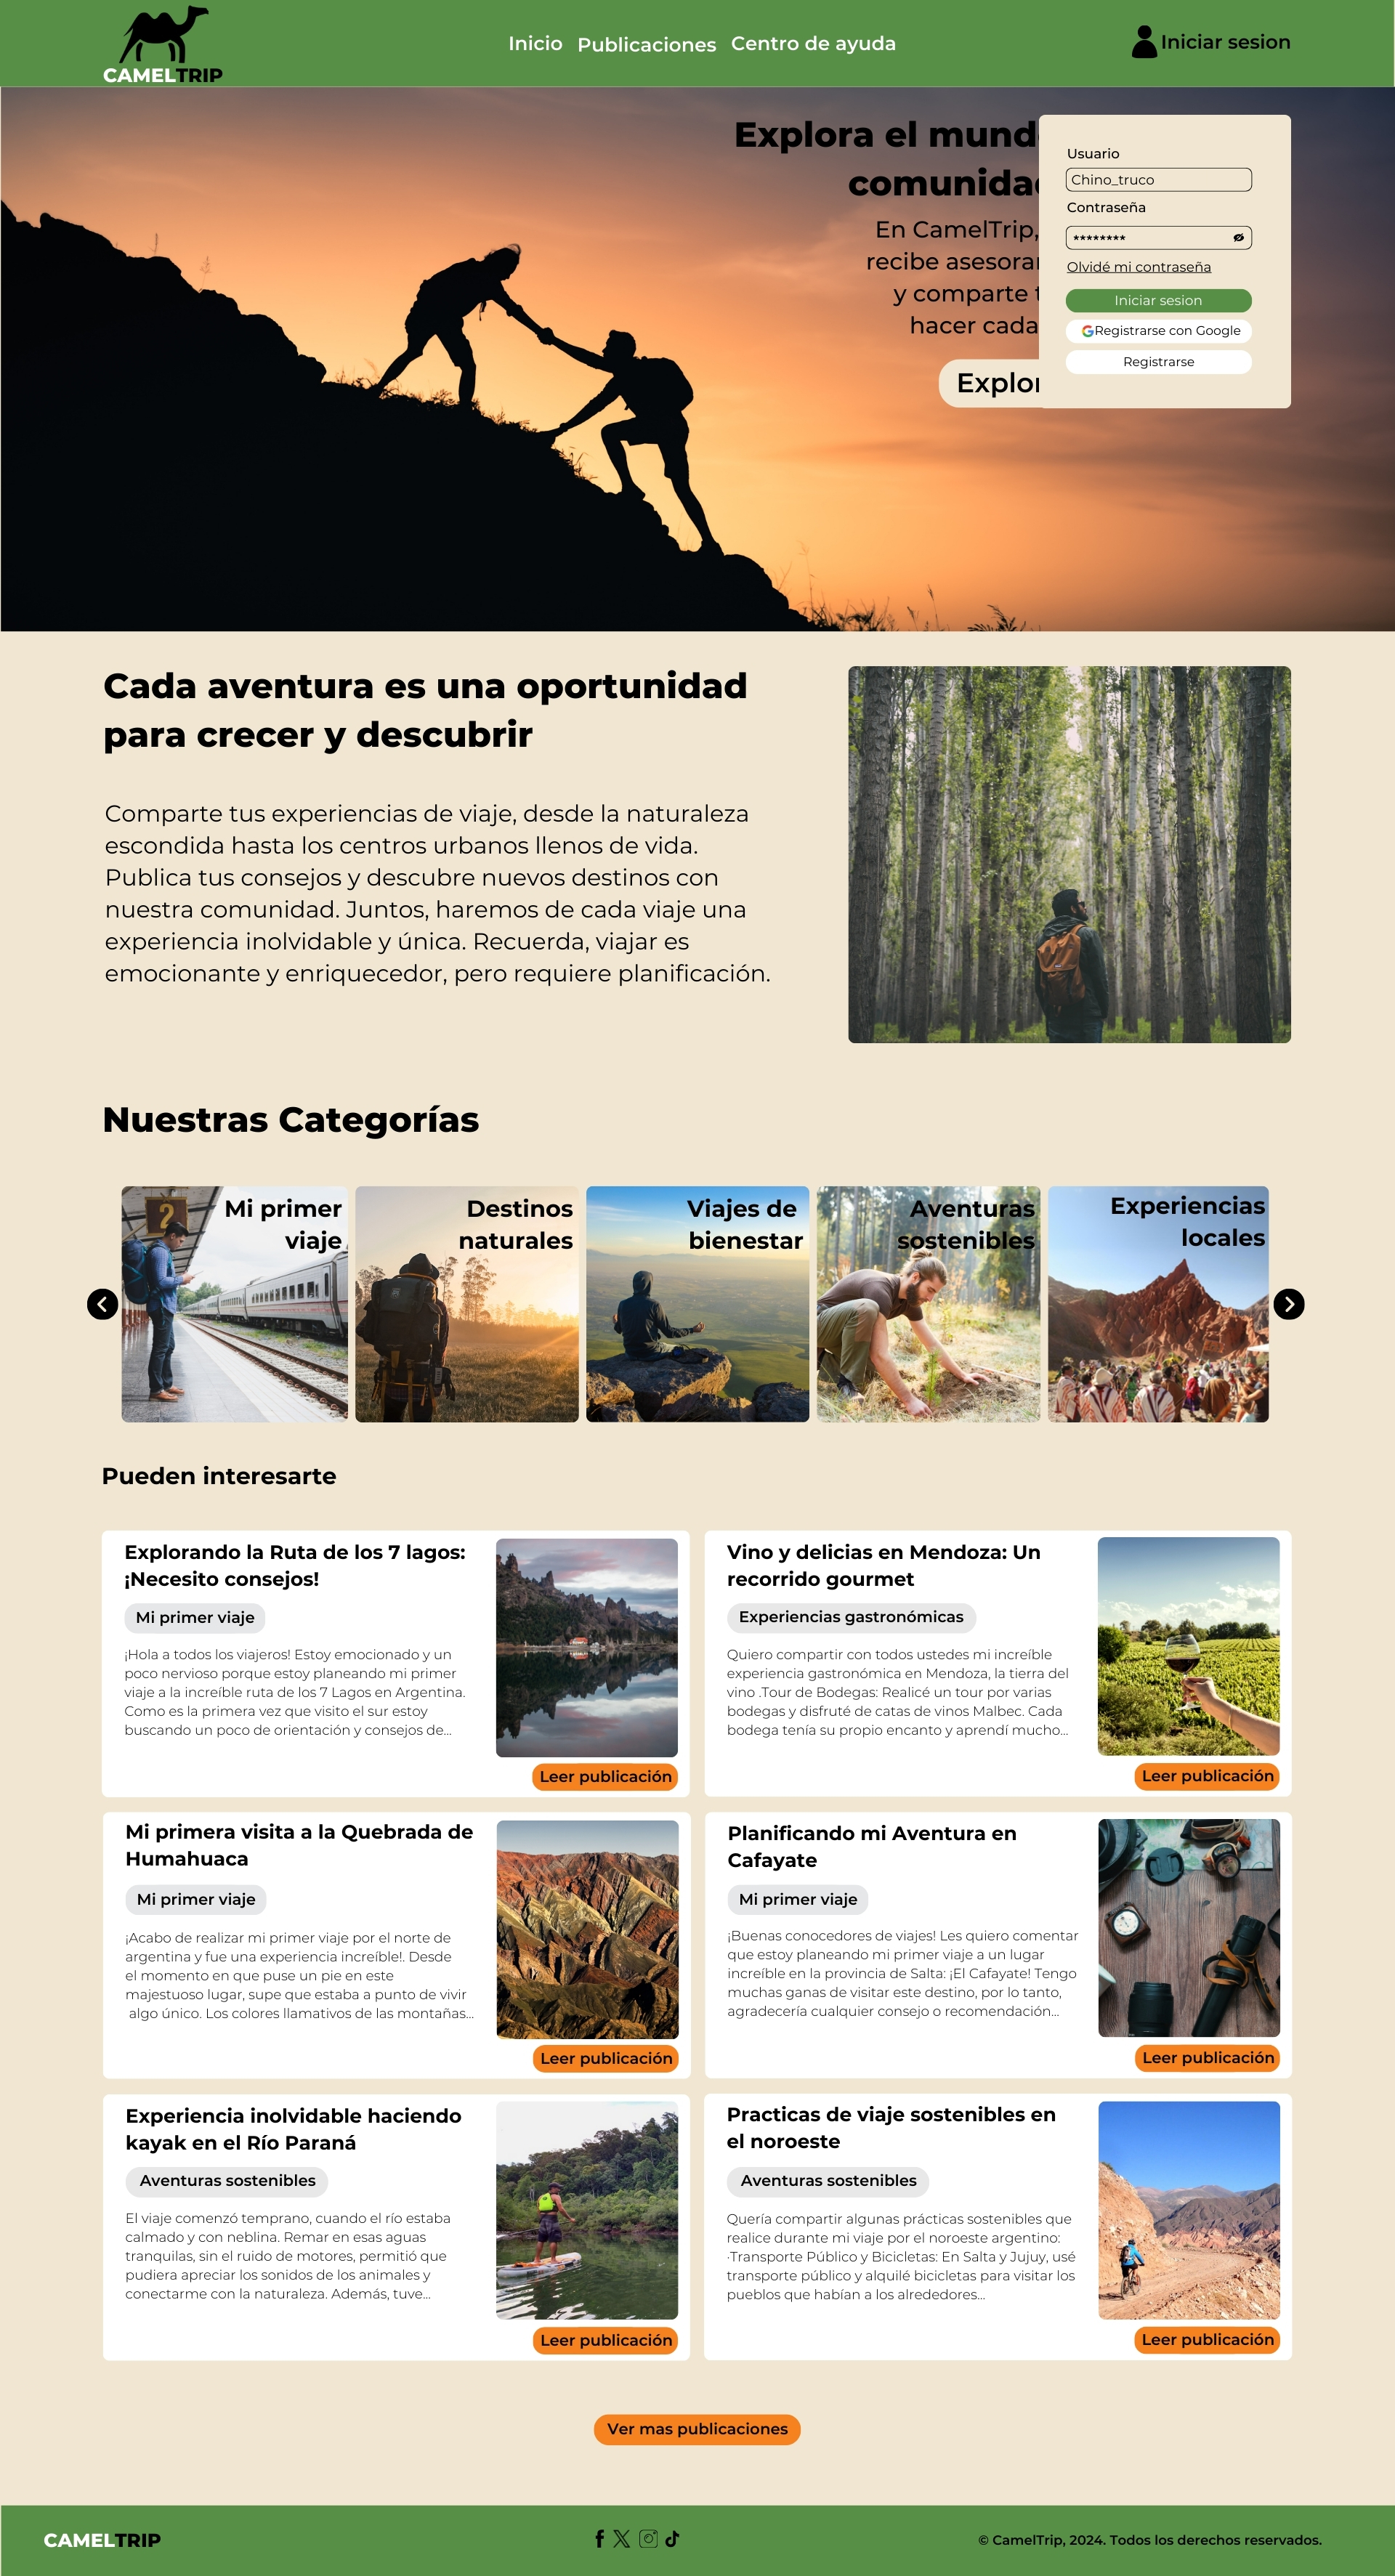 CAMELTRIP
Inicio
Publicaciones
Centro de ayuda
Iniciar sesion
Explora el mund
comunida
En CamelTrip,
recibe asesora
y comparte
hacer cada
Explor
Usuario
Chino_truco
Contraseña
********
Olvidé mi contraseña
Iniciar sesion
Registrarse con Google
Registrarse
Cada aventura es una oportunidad
para crecer y descubrir
Comparte tus experiencias de viaje, desde la naturaleza
escondida hasta los centros urbanos llenos de vida.
Publica tus consejos y descubre nuevos destinos con
nuestra comunidad. Juntos, haremos de cada viaje una
experiencia inolvidable y única. Recuerda, viajar es
emocionante y enriquecedor, pero requiere planificación.
Nuestras Categorías
2
Mi primer
viaje
Destinos
naturales
Viajes de
bienestar
Aventuras
sostenibles
Experiencias
locales
Pueden interesarte
Explorando la Ruta de los 7 lagos:
¡Necesito consejos!
Mi primer viaje
¡Hola a todos los viajeros! Estoy emocionado y un
poco nervioso porque estoy planeando mi primer
viaje a la increíble ruta de los 7 Lagos en Argentina.
Como es la primera vez que visito el sur estoy
buscando un poco de orientación y consejos de...
Leer publicación
Vino y delicias en Mendoza: Un
recorrido gourmet
Experiencias gastronómicas
Quiero compartir con todos ustedes mi increíble
experiencia gastronómica en Mendoza, la tierra del
vino .Tour de Bodegas: Realicé un tour por varias
bodegas y disfruté de catas de vinos Malbec. Cada
bodega tenía su propio encanto y aprendí mucho...
Leer publicación
Mi primera visita a la Quebrada de
Humahuaca
Mi primer viaje
¡Acabo de realizar mi primer viaje por el norte de
argentina y fue una experiencia increíble!. Desde
el momento en que puse un pie en este
majestuoso lugar, supe que estaba a punto de vivir
algo único. Los colores llamativos de las montañas...
Leer publicación
Planificando mi Aventura en
Cafayate
Mi primer viaje
¡Buenas conocedores de viajes! Les quiero comentar
que estoy planeando mi primer viaje a un lugar
increíble en la provincia de Salta: ¡El Cafayate! Tengo
muchas ganas de visitar este destino, por lo tanto,
agradecería cualquier consejo o recomendación...
Leer publicación
Experiencia inolvidable haciendo
kayak en el Río Paraná
Aventuras sostenibles
El viaje comenzó temprano, cuando el río estaba
calmado y con neblina. Remar en esas aguas
tranquilas, sin el ruido de motores, permitió que
pudiera apreciar los sonidos de los animales y
conectarme con la naturaleza. Además, tuve...
Leer publicación
Practicas de viaje sostenibles en
el noroeste
Aventuras sostenibles
Quería compartir algunas prácticas sostenibles que
realice durante mi viaje por el noroeste argentino:
·Transporte Público y Bicicletas: En Salta y Jujuy, usé
transporte público y alquilé bicicletas para visitar los
pueblos que habían a los alrededores...
Leer publicación
Ver mas publicaciones
CAMELTRIP
© CamelTrip, 2024. Todos los derechos reservados.